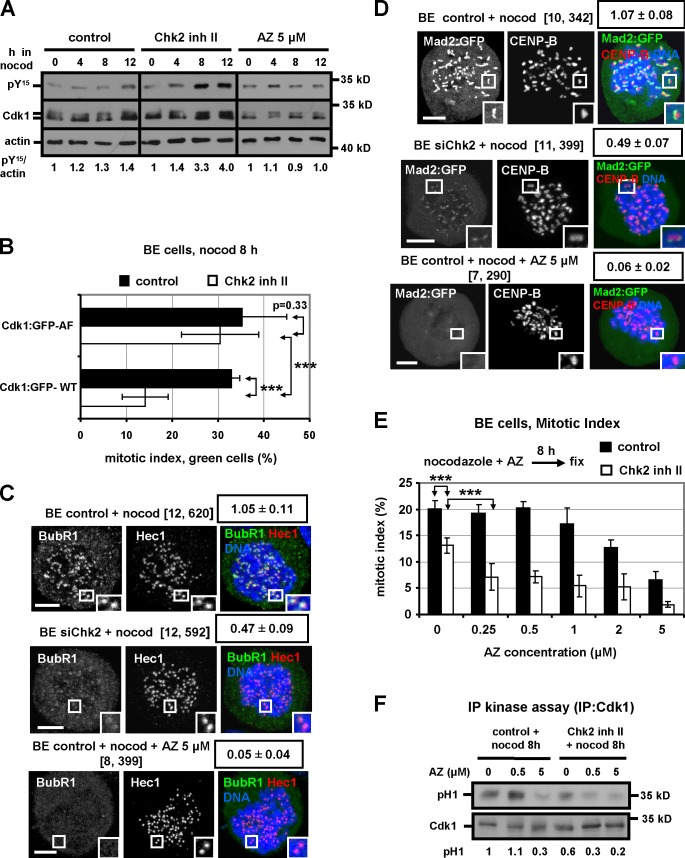 A
control Chk2 inh II AZ 5 µM
h in nocod 0 4 8 12 0 4 8 12 0 4 8 12
pY¹⁵ 35 kD
Cdk1 35 kD
actin 40 kD
pY¹⁵/actin 1 1.2 1.3 1.4 1 1.4 3.3 4.0 1 1.1 0.9 1.0
B
BE cells, nocod 8 h
control Chk2 inh II
p=0.33
Cdk1:GFP-AF
***
***
Cdk1:GFP- WT
0 10 20 30 40 50
mitotic index, green cells (%)
C
BE control + nocod [12, 620] 1.05 ± 0.11
BubR1 Hec1 BubR1 Hec1
DNA
BE siChk2 + nocod [12, 592] 0.47 ± 0.09
BubR1 Hec1 BubR1 Hec1
DNA
BE control + nocod + AZ 5 µM
[8, 399] 0.05 ± 0.04
BubR1 Hec1 BubR1 Hec1
DNA
D
BE control + nocod [10, 342] 1.07 ± 0.08
Mad2:GFP CENP-B Mad2:GFP
CENP-B DNA
BE siChk2 + nocod [11, 399] 0.49 ± 0.07
Mad2:GFP CENP-B Mad2:GFP
CENP-B DNA
BE control + nocod + AZ 5 µM
[7, 290] 0.06 ± 0.02
Mad2:GFP CENP-B Mad2:GFP
CENP-B DNA
E
BE cells, Mitotic Index
control
Chk2 inh II
nocodazole + AZ 8 h fix
*** ***
mitotic index (%)
25
20
15
10
5
0
0 0.25 0.5 1 2 5
AZ concentration (µM)
F
IP kinase assay (IP:Cdk1)
control + nocod 8h Chk2 inh II + nocod 8h
AZ (µM) 0 0.5 5 0 0.5 5
pH1 35 kD
Cdk1 35 kD
pH1 1 1.1 0.3 0.6 0.3 0.2